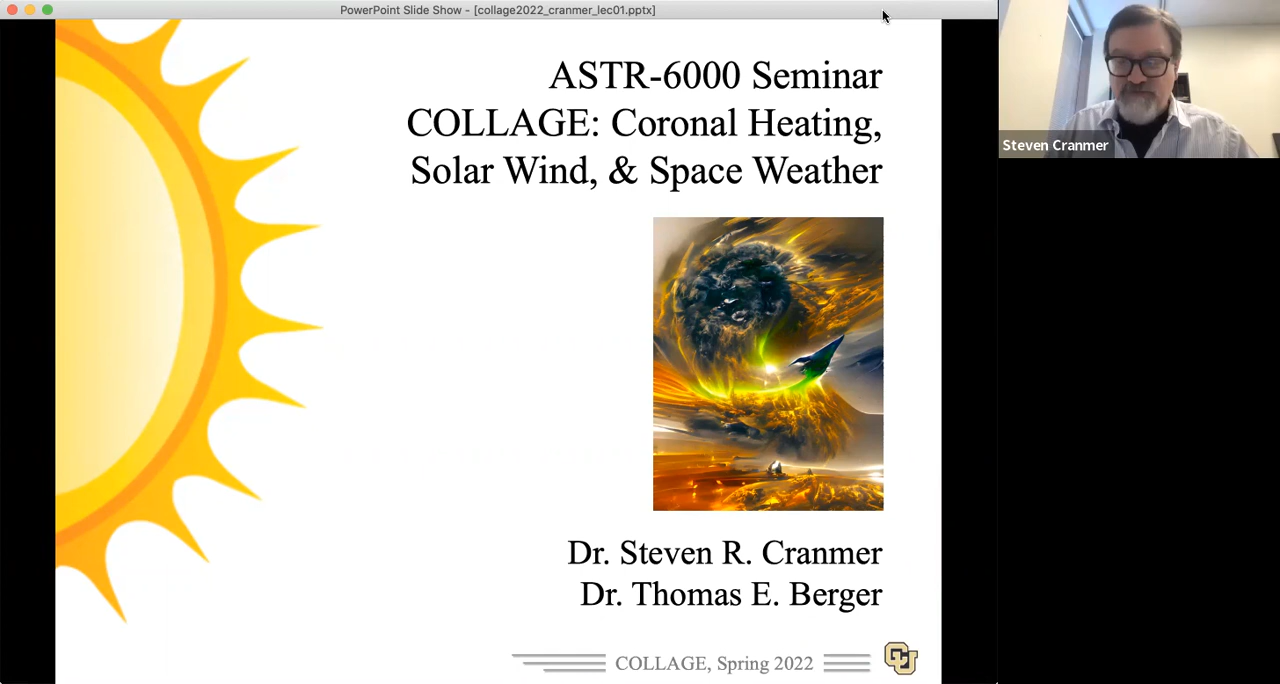 PowerPoint Slide Show - [collage2022_cranmer_lec01.pptx]
ASTR-6000 Seminar
COLLAGE: Coronal Heating,
Solar Wind, & Space Weather
Dr. Steven R. Cranmer
Dr. Thomas E. Berger
COLLAGE, Spring 2022
CU
Steven Cranmer